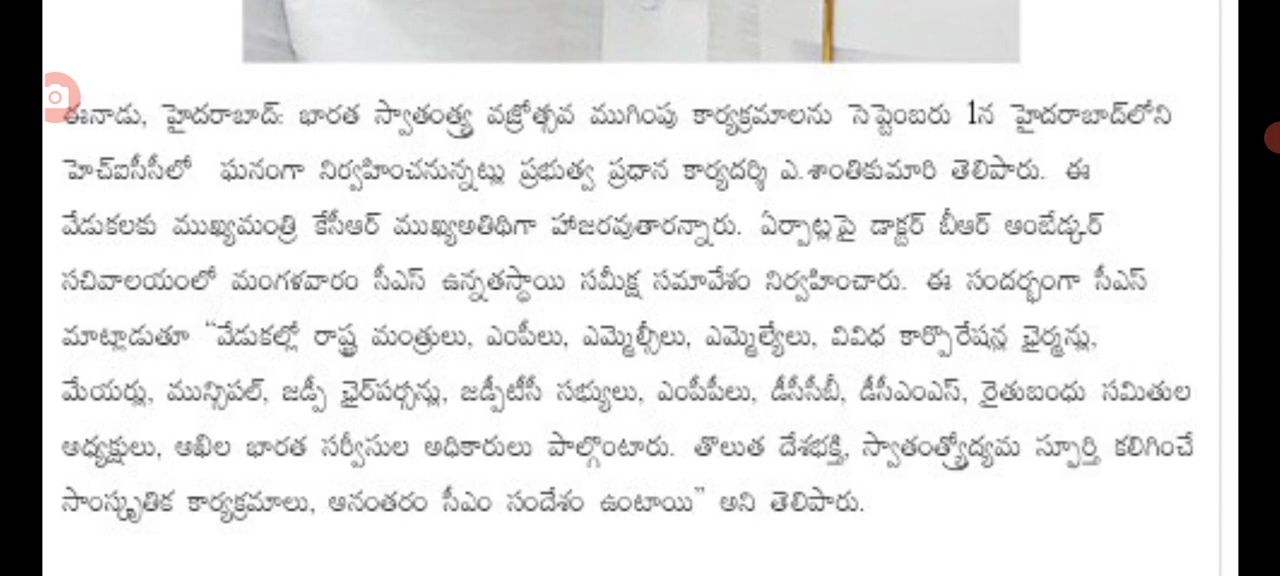 ఈనాడు, హైదరాబాద్: భారత స్వాతంత్య్ర వజ్రోత్సవ ముగింపు కార్యక్రమాలను సెప్టెంబరు 1న హైదరాబాద్‌లోని
హెచ్ఐసీసీలో ఘనంగా నిర్వహించనున్నట్లు ప్రభుత్వ ప్రధాన కార్యదర్శి ఎ.శాంతికుమారి తెలిపారు. ఈ
వేడుకలకు ముఖ్యమంత్రి కేసీఆర్ ముఖ్యఅతిథిగా హాజరవుతారన్నారు. ఏర్పాట్లపై డాక్టర్ బీఆర్ ఆంబేడ్కర్
సచివాలయంలో మంగళవారం సీఎస్ ఉన్నతస్థాయి సమీక్ష సమావేశం నిర్వహించారు. ఈ సందర్భంగా సీఎస్
మాట్లాడుతూ “వేడుకల్లో రాష్ట్ర మంత్రులు, ఎంపీలు, ఎమ్మెల్సీలు, ఎమ్మెల్యేలు, వివిధ కార్పొరేషన్ల ఛైర్మన్లు,
మేయర్లు, మున్సిపల్, జడ్పీ ఛైర్‌పర్సన్లు, జడ్పీటీసీ సభ్యులు, ఎంపీపీలు, డీసీసీబీ, డీసీఎంఎస్, రైతుబంధు సమితుల
అధ్యక్షులు, అఖిల భారత సర్వీసుల అధికారులు పాల్గొంటారు. తొలుత దేశభక్తి, స్వాతంత్య్రోద్యమ స్ఫూర్తి కలిగించే
సాంస్కృతిక కార్యక్రమాలు, అనంతరం సీఎం సందేశం ఉంటాయి” అని తెలిపారు.